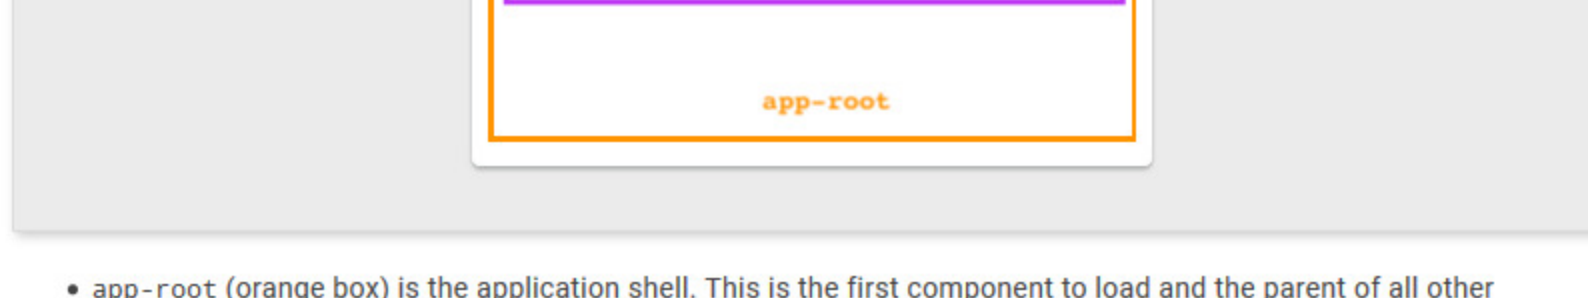 app-root
• app-root (orange box) is the application shell. This is the first component to load and the parent of all other